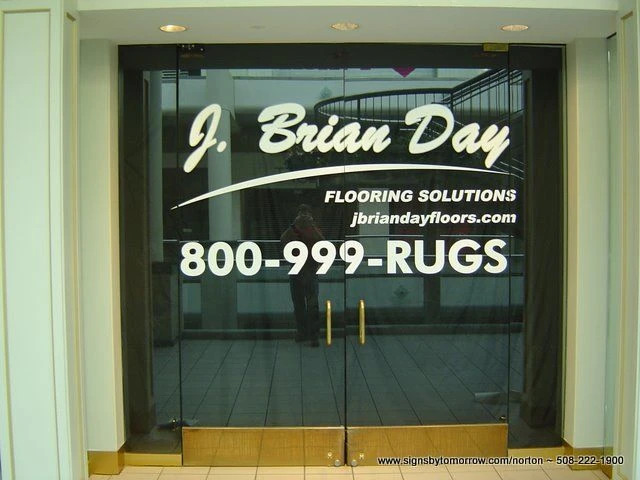 J. Brian Day
FLOORING SOLUTIONS
jbriandayfloors.com
800-999-RUGS
www.signsbytomorrow.com/norton ~ 508-222-1900